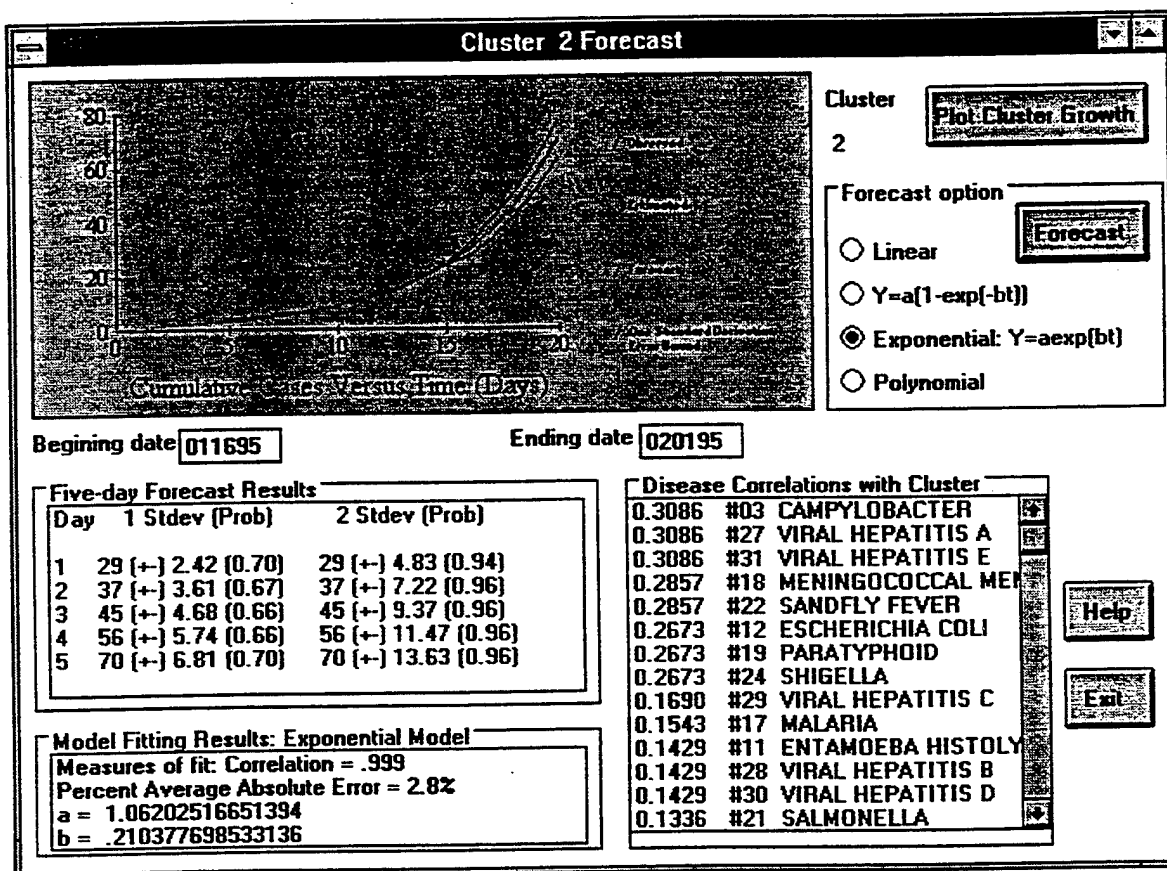 Cluster 2 Forecast
80
60
40
20
0
0 5 10 15 20
Cumulative Cases Versus Time (Days)
Observed
Cluster
2
Plot Cluster Growth
Forecast option
Forecast
Linear
Y=a(1-exp(-bt))
Exponential: Y=aexp(bt)
Polynomial
Begining date 011695
Ending date 020195
Five-day Forecast Results
Day 1 Stdev (Prob) 2 Stdev (Prob)
1 29 (+-) 2.42 (0.70) 29 (+-) 4.83 (0.94)
2 37 (+-) 3.61 (0.67) 37 (+-) 7.22 (0.96)
3 45 (+-) 4.68 (0.66) 45 (+-) 9.37 (0.96)
4 56 (+-) 5.74 (0.66) 56 (+-) 11.47 (0.96)
5 70 (+-) 6.81 (0.70) 70 (+-) 13.63 (0.96)
Model Fitting Results: Exponential Model
Measures of fit: Correlation = .999
Percent Average Absolute Error = 2.8%
a = 1.06202516651394
b = .210377698533136
Disease Correlations with Cluster
0.3086 #03 CAMPYLOBACTER
0.3086 #27 VIRAL HEPATITIS A
0.3086 #31 VIRAL HEPATITIS E
0.2857 #18 MENINGOCOCCAL MEN
0.2857 #22 SANDFLY FEVER
0.2673 #12 ESCHERICHIA COLI
0.2673 #19 PARATYPHOID
0.2673 #24 SHIGELLA
0.1690 #29 VIRAL HEPATITIS C
0.1543 #17 MALARIA
0.1429 #11 ENTAMOEBA HISTOLY
0.1429 #28 VIRAL HEPATITIS B
0.1429 #30 VIRAL HEPATITIS D
0.1336 #21 SALMONELLA
Help
Exit